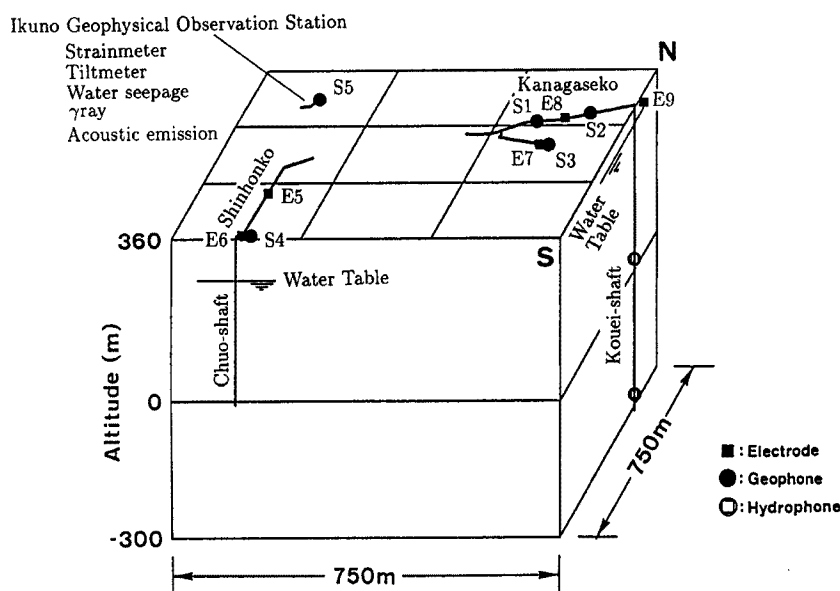 Ikuno Geophysical Observation Station
Strainmeter
Tiltmeter
Water seepage
γray
Acoustic emission
S5
N
Kanagaseko
S1
E8
S2
E9
E7
S3
Shinhonko
E5
E6
S4
Water
Table
S
360
Water Table
Chuo-shaft
Kouei-shaft
Altitude (m)
0
-300
750m
750m
: Electrode
: Geophone
: Hydrophone